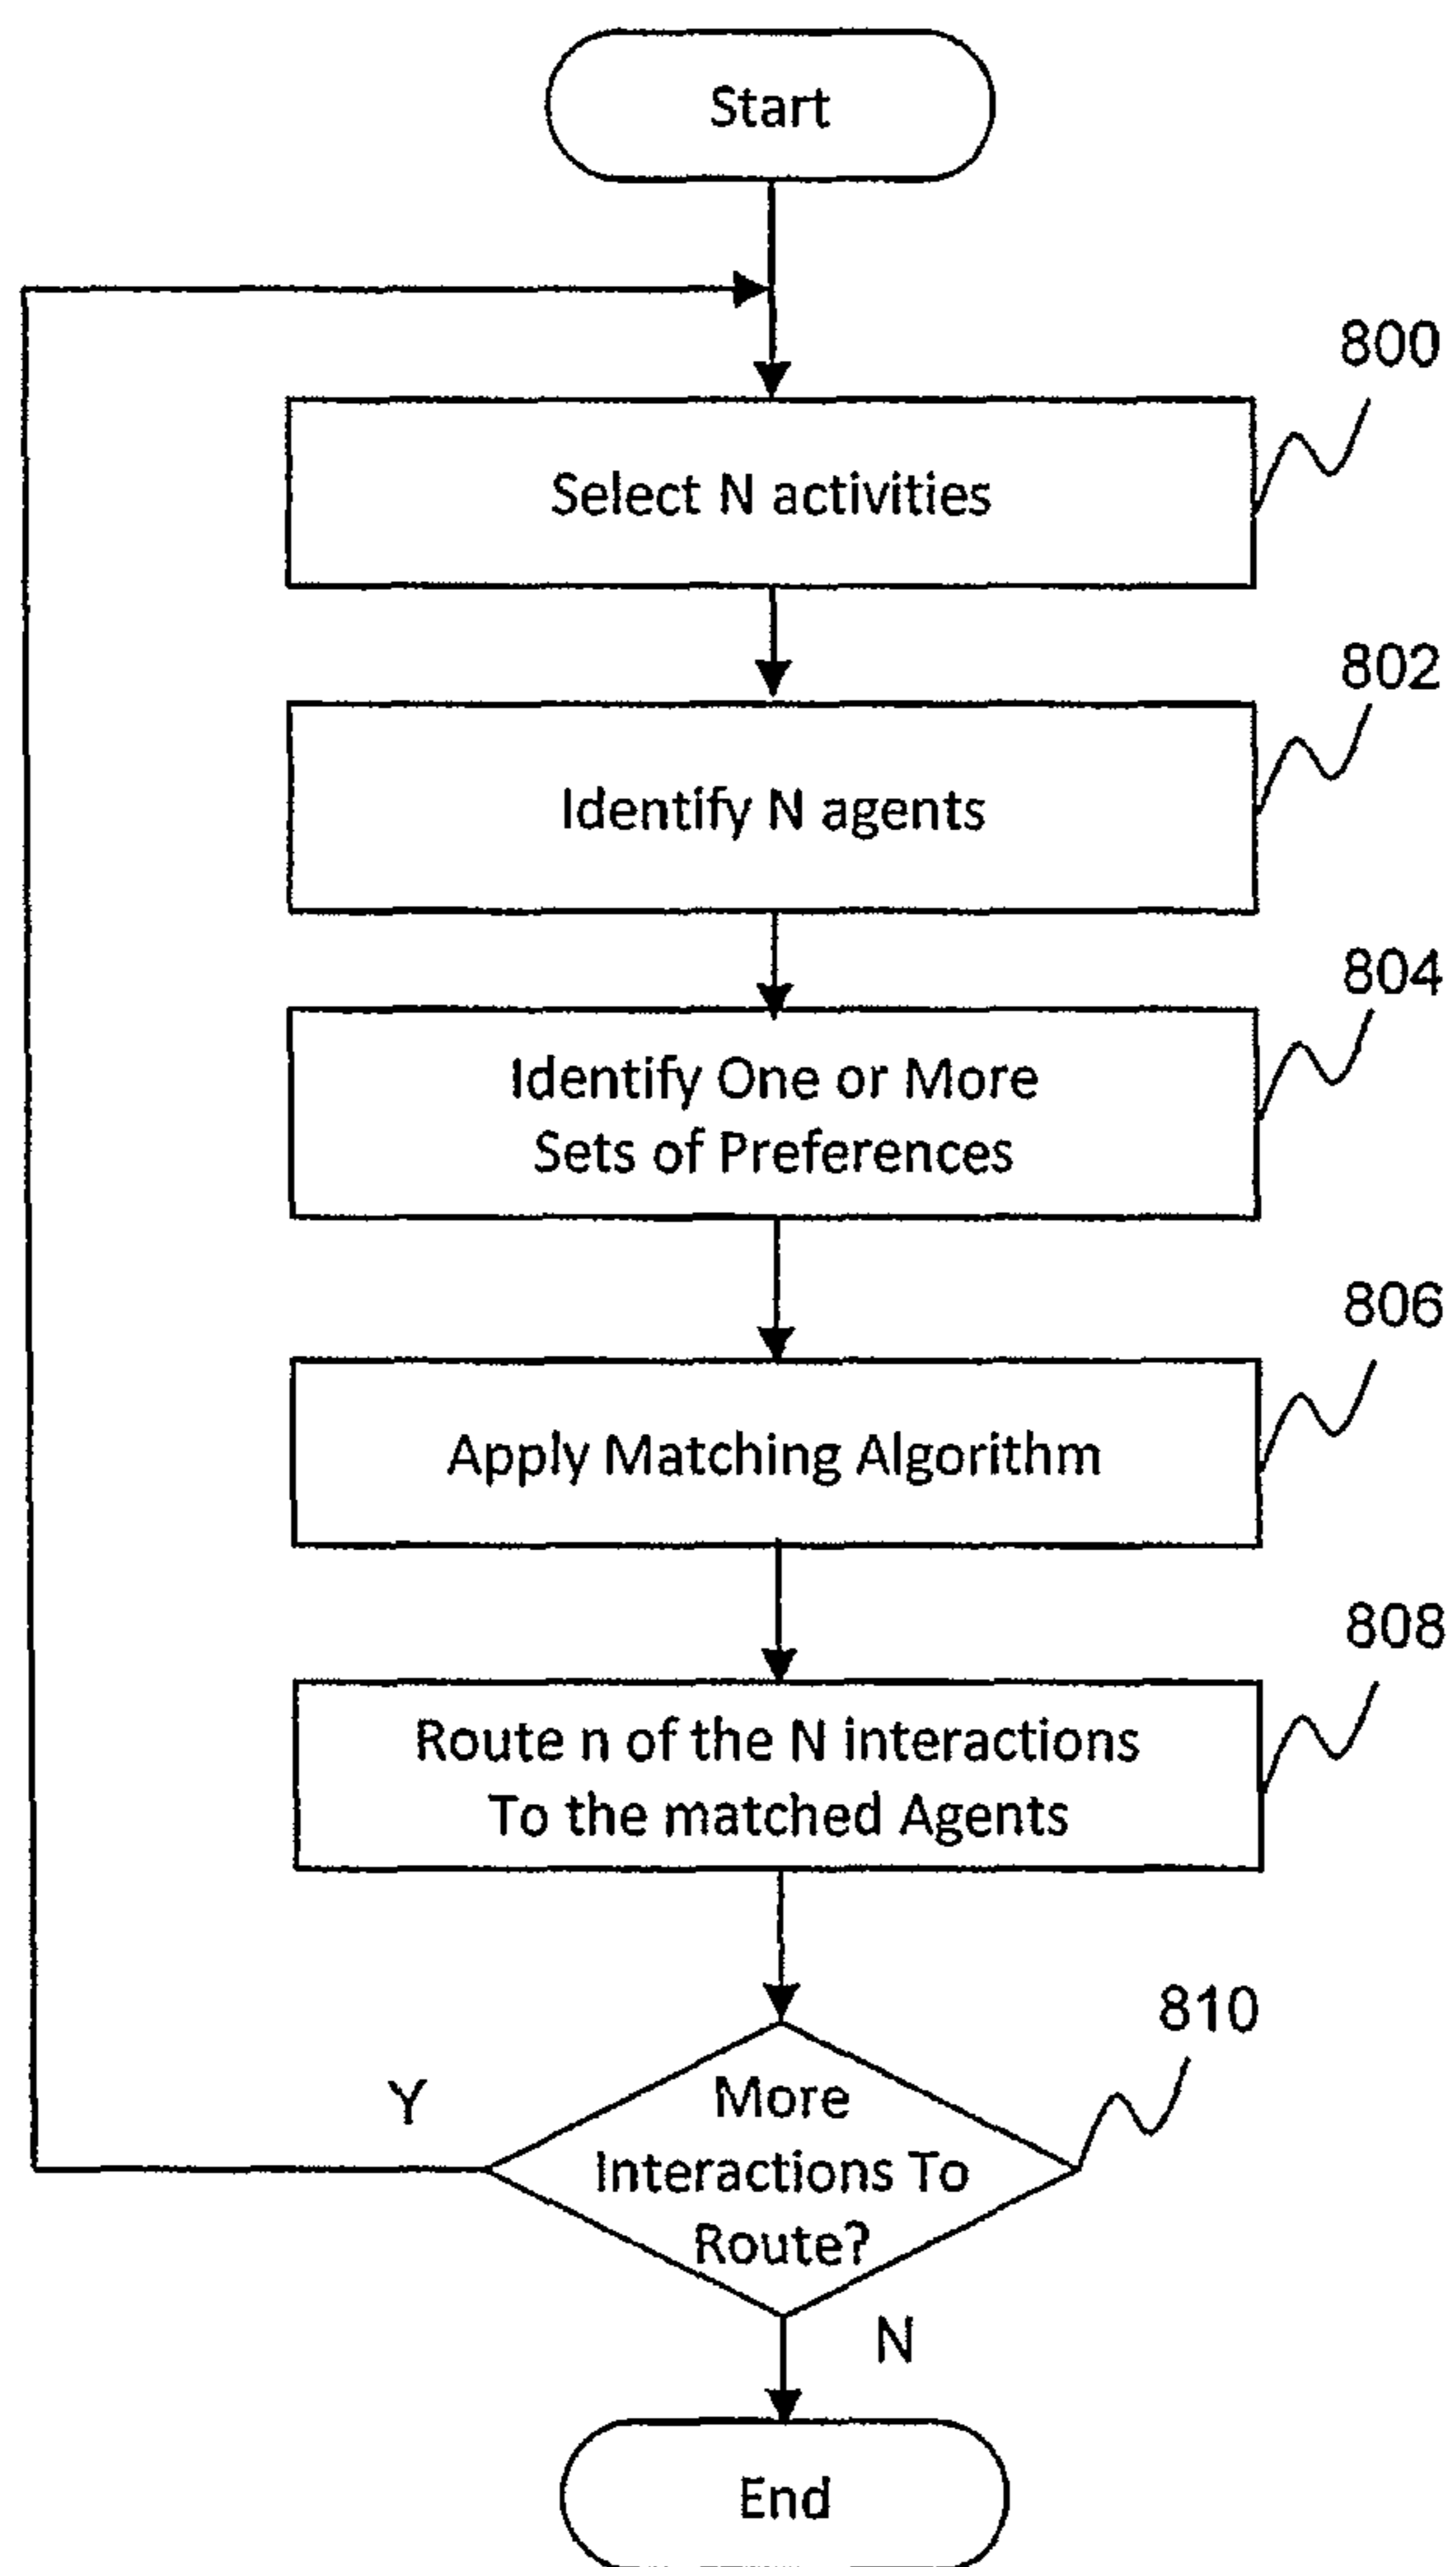 Start
800
Select N activities
802
Identify N agents
804
Identify One or More
Sets of Preferences
806
Apply Matching Algorithm
808
Route n of the N interactions
To the matched Agents
810
Y
More
Interactions To
Route?
N
End